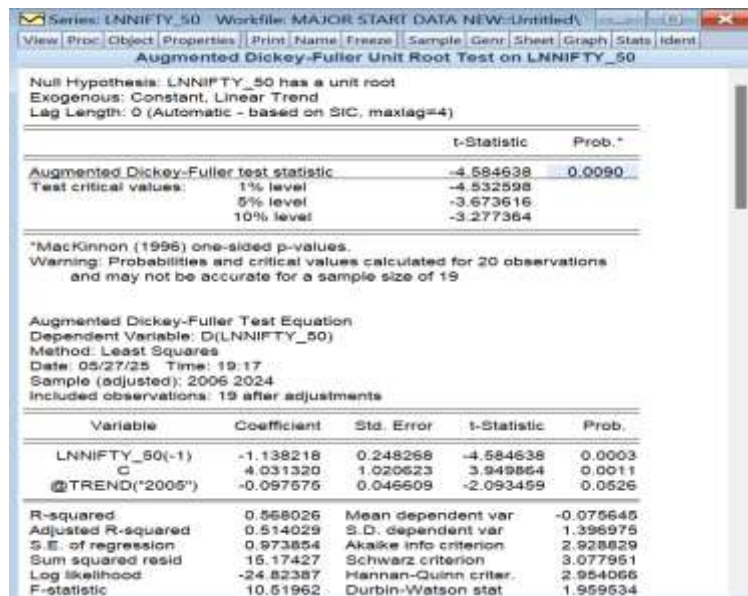 Series: LNNIFTY_50 Workfile: MAJOR START DATA NEW::Untitled\
View Proc Object Properties Print Name Freeze Sample Genr Sheet Graph Stats Ident
Augmented Dickey-Fuller Unit Root Test on LNNIFTY_50
Null Hypothesis: LNNIFTY_50 has a unit root
Exogenous: Constant, Linear Trend
Lag Length: 0 (Automatic - based on SIC, maxlag=4)
t-Statistic Prob.*
Augmented Dickey-Fuller test statistic -4.584638 0.0090
Test critical values: 1% level -4.532598
5% level -3.673616
10% level -3.277364
*MacKinnon (1996) one-sided p-values.
Warning: Probabilities and critical values calculated for 20 observations
and may not be accurate for a sample size of 19
Augmented Dickey-Fuller Test Equation
Dependent Variable: D(LNNIFTY_50)
Method: Least Squares
Date: 05/27/25 Time: 19:17
Sample (adjusted): 2006 2024
Included observations: 19 after adjustments
Variable Coefficient Std. Error t-Statistic Prob.
LNNIFTY_50(-1) -1.138218 0.248268 -4.584638 0.0003
C 4.031320 1.020623 3.949864 0.0011
@TREND("2005") -0.097575 0.046609 -2.093459 0.0526
R-squared 0.568026 Mean dependent var -0.075645
Adjusted R-squared 0.514029 S.D. dependent var 1.396975
S.E. of regression 0.973854 Akaike info criterion 2.928829
Sum squared resid 15.17427 Schwarz criterion 3.077951
Log likelihood -24.82387 Hannan-Quinn criter. 2.954066
F-statistic 10.51962 Durbin-Watson stat 1.959534